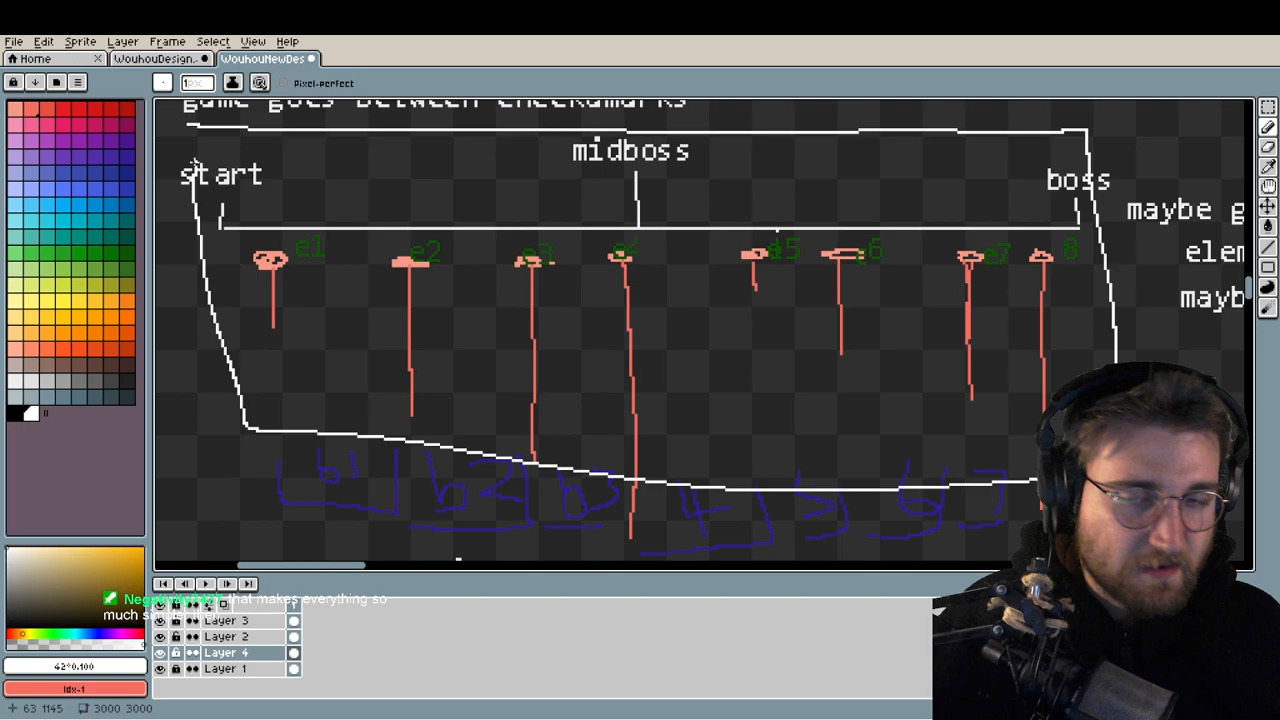 File Edit Sprite Layer Frame Select View Help
Home WouhouDesign. WouhouNewDes
1px Pixel-perfect
game goes between checkamarks
start midboss boss
maybe g
elem
mayb
e1 e2 e3 e6 e7 8
b1 b2 b3 4 5 6 7
that makes everything so
much
Layer 3
Layer 2
Layer 4
Layer 1
42*0.100
Idx-1
63 1145 3000 3000